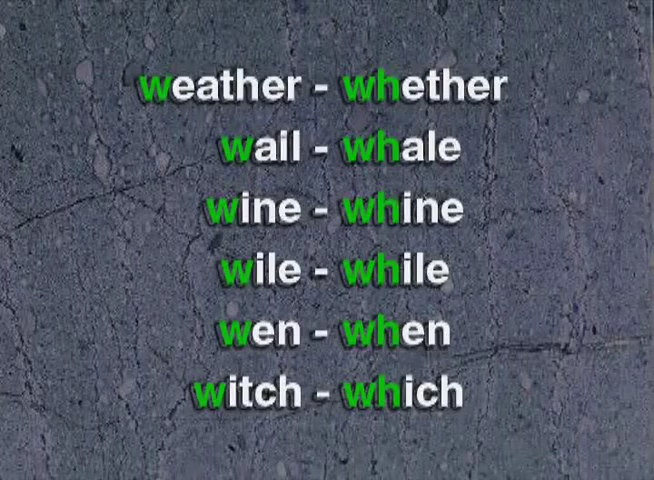 weather - whether
wail - whale
wine - whine
wile - while
wen - when
witch - which